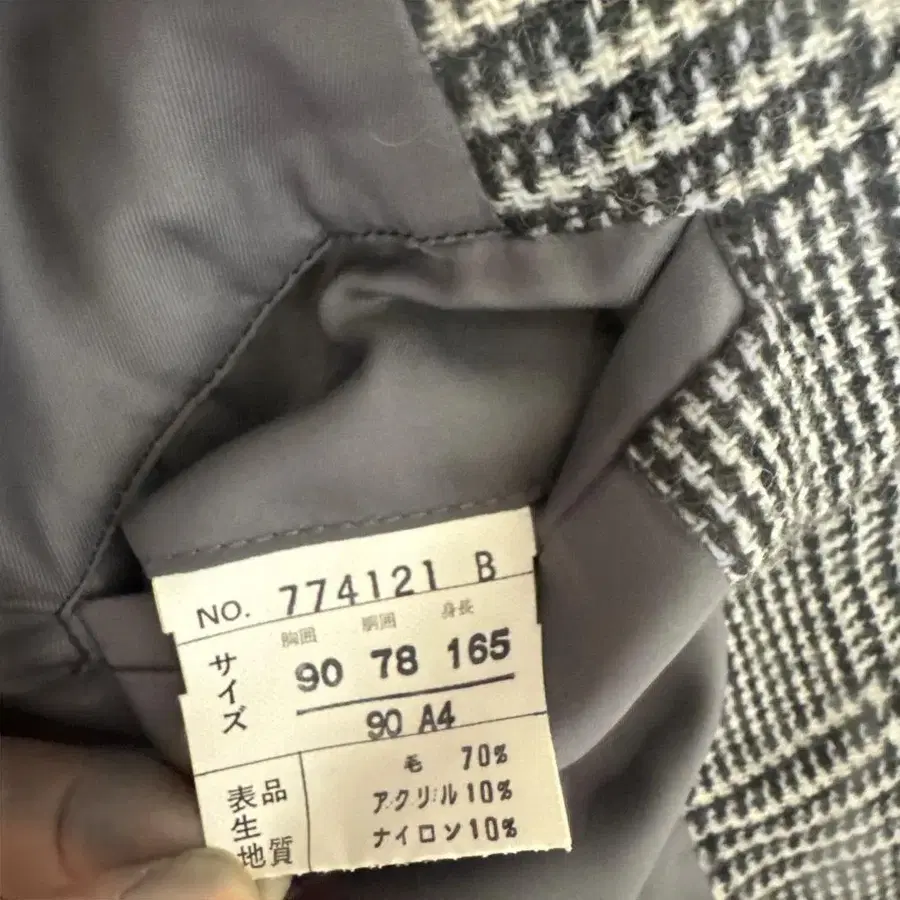 NO. 774121 B
胸囲 胴囲 身長
サイズ
90 78 165
90 A4
表生地
品質
毛 70%
アクリル 10%
ナイロン 10%